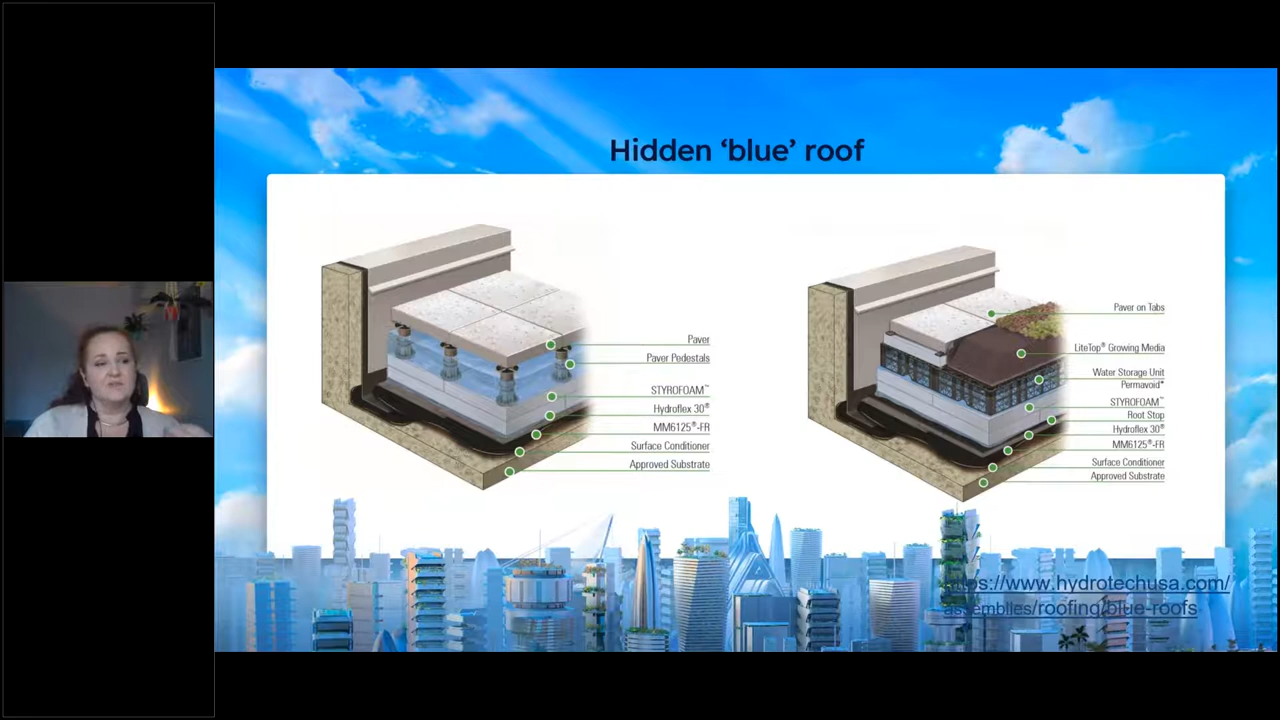 Hidden ‘blue’ roof
Paver
Paver Pedestals
STYROFOAM™
Hydroflex 30®
MM6125®-FR
Surface Conditioner
Approved Substrate
Paver on Tabs
LiteTop® Growing Media
Water Storage Unit
Permavoid*
STYROFOAM™
Root Stop
Hydroflex 30®
MM6125®-FR
Surface Conditioner
Approved Substrate
https://www.hydrotechusa.com/
assemblies/roofing/blue-roofs